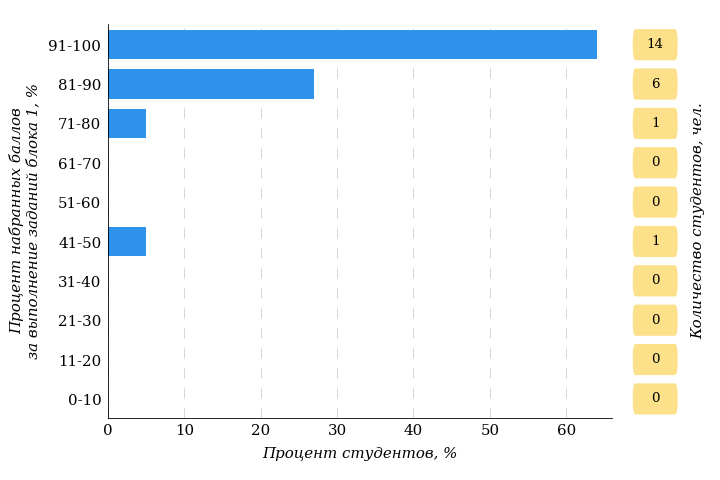 Процент набранных баллов
за выполнение заданий блока 1, %
91-100 14
81-90 6
71-80 1
61-70 0
51-60 0
41-50 1
31-40 0
21-30 0
11-20 0
0-10 0
0 10 20 30 40 50 60
Процент студентов, %
Количество студентов, чел.